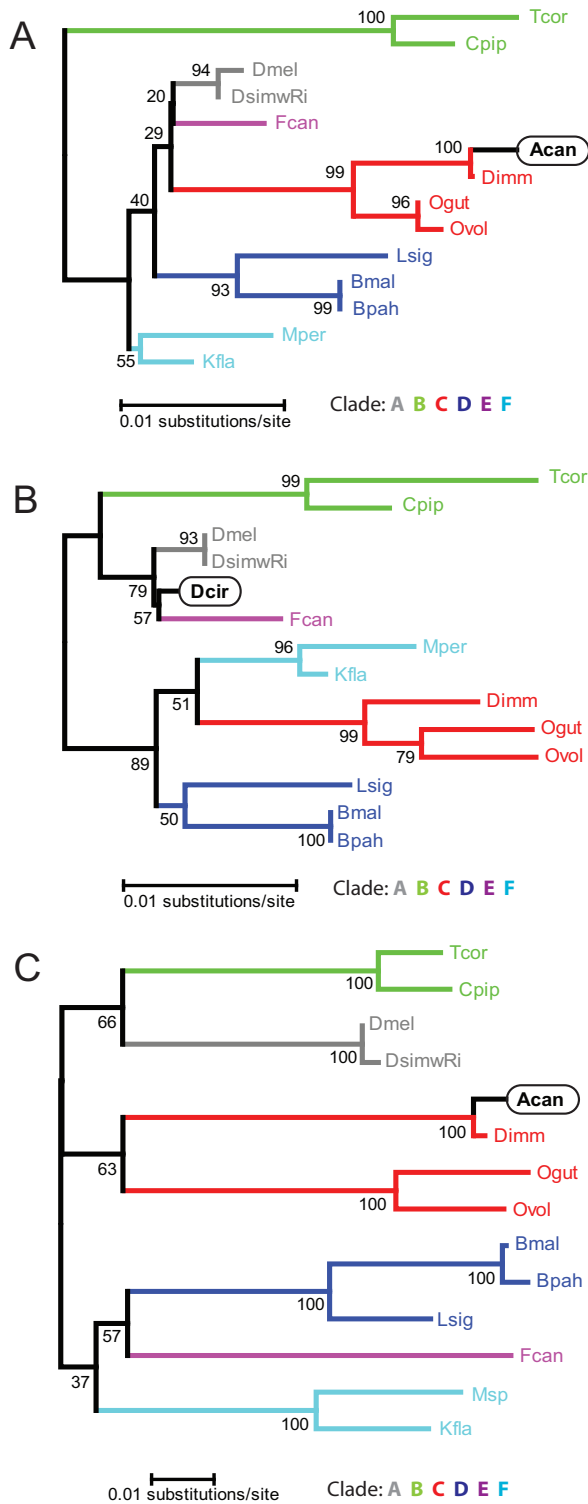 A
100
Tcor
Cpip
94
Dmel
DsimwRi
20
Fcan
29
100
Acan
99
Dimm
96
Ogut
40
Ovol
Lsig
93
Bmal
99
Bpah
Mper
55
Kfla
0.01 substitutions/site
Clade: A B C D E F
B
99
Tcor
Cpip
93
Dmel
DsimwRi
79
Dcir
57
Fcan
96
Mper
Kfla
51
Dimm
99
Ogut
79
Ovol
89
Lsig
50
Bmal
100
Bpah
0.01 substitutions/site
Clade: A B C D E F
C
Tcor
100
Cpip
66
Dmel
100
DsimwRi
Acan
100
Dimm
63
Ogut
100
Ovol
Bmal
100
Bpah
100
Lsig
57
Fcan
37
Msp
100
Kfla
0.01 substitutions/site
Clade: A B C D E F